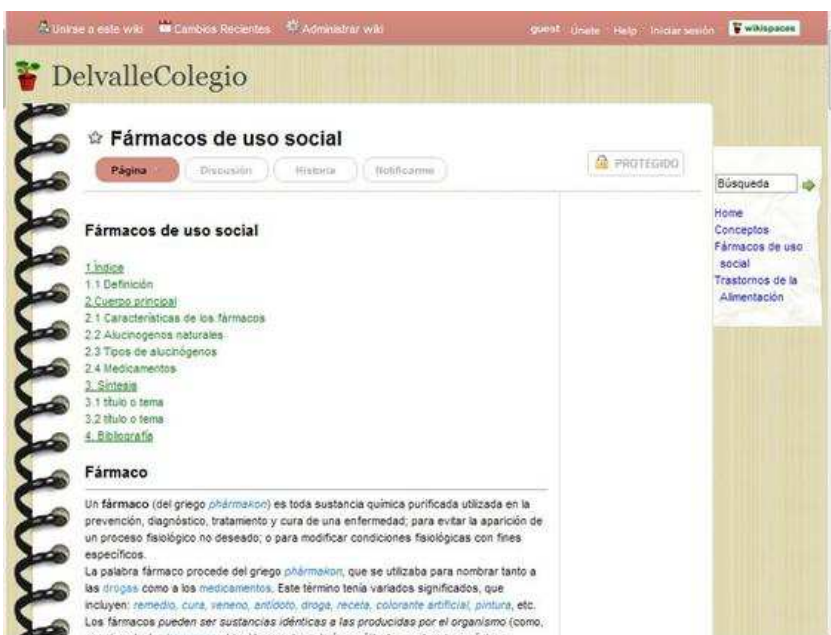 Unirse a este wiki Cambios Recientes Administrar wiki guest · Únete · Help · Iniciar sesión wikispaces
DelvalleColegio
Fármacos de uso social
Página Discusión Historia Notificarme PROTEGIDO
Búsqueda
Home
Conceptos
Fármacos de uso
social
Trastornos de la
Alimentación
Fármacos de uso social
1 Índice
1.1 Definición
2 Cuerpo principal
2.1 Características de los fármacos
2.2 Alucinogenos naturales
2.3 Tipos de alucinógenos
2.4 Medicamentos
3. Síntesis
3.1 título o tema
3.2 título o tema
4. Bibliografía
Fármaco
Un fármaco (del griego phármakon) es toda sustancia química purificada utilizada en la
prevención, diagnóstico, tratamiento y cura de una enfermedad; para evitar la aparición de
un proceso fisiológico no deseado; o para modificar condiciones fisiológicas con fines
específicos.
La palabra fármaco procede del griego phármakon, que se utilizaba para nombrar tanto a
las drogas como a los medicamentos. Este término tenía variados significados, que
incluyen: remedio, cura, veneno, antídoto, droga, receta, colorante artificial, pintura, etc.
Los fármacos pueden ser sustancias idénticas a las producidas por el organismo (como,